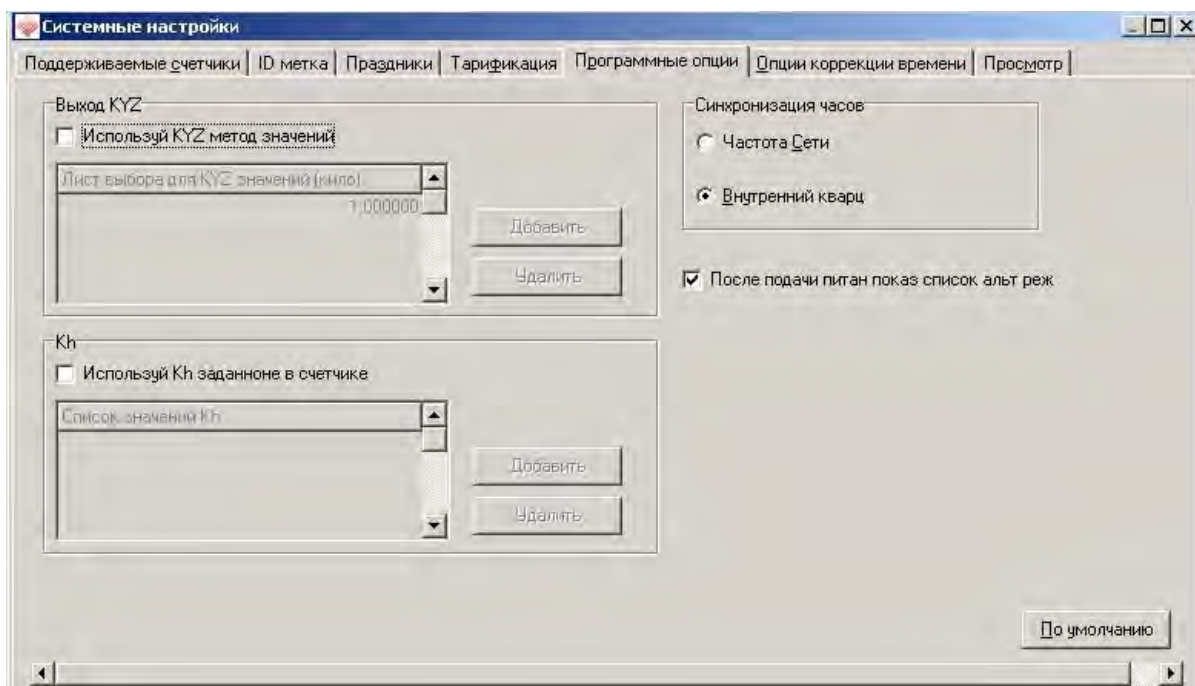 Системные настройки
Поддерживаемые счетчики ID метка Праздники Тарификация Программные опции Опции коррекции времени Просмотр
Выход KYZ
Используй KYZ метод значений
Лист выбора для KYZ значений (кило)
1.000000
Добавить
Удалить
Kh
Используй Kh заданноне в счетчике
Список значений Kh
Добавить
Удалить
Синхронизация часов
Частота Сети
Внутренний кварц
После подачи питан показ список альт реж
По умолчанию